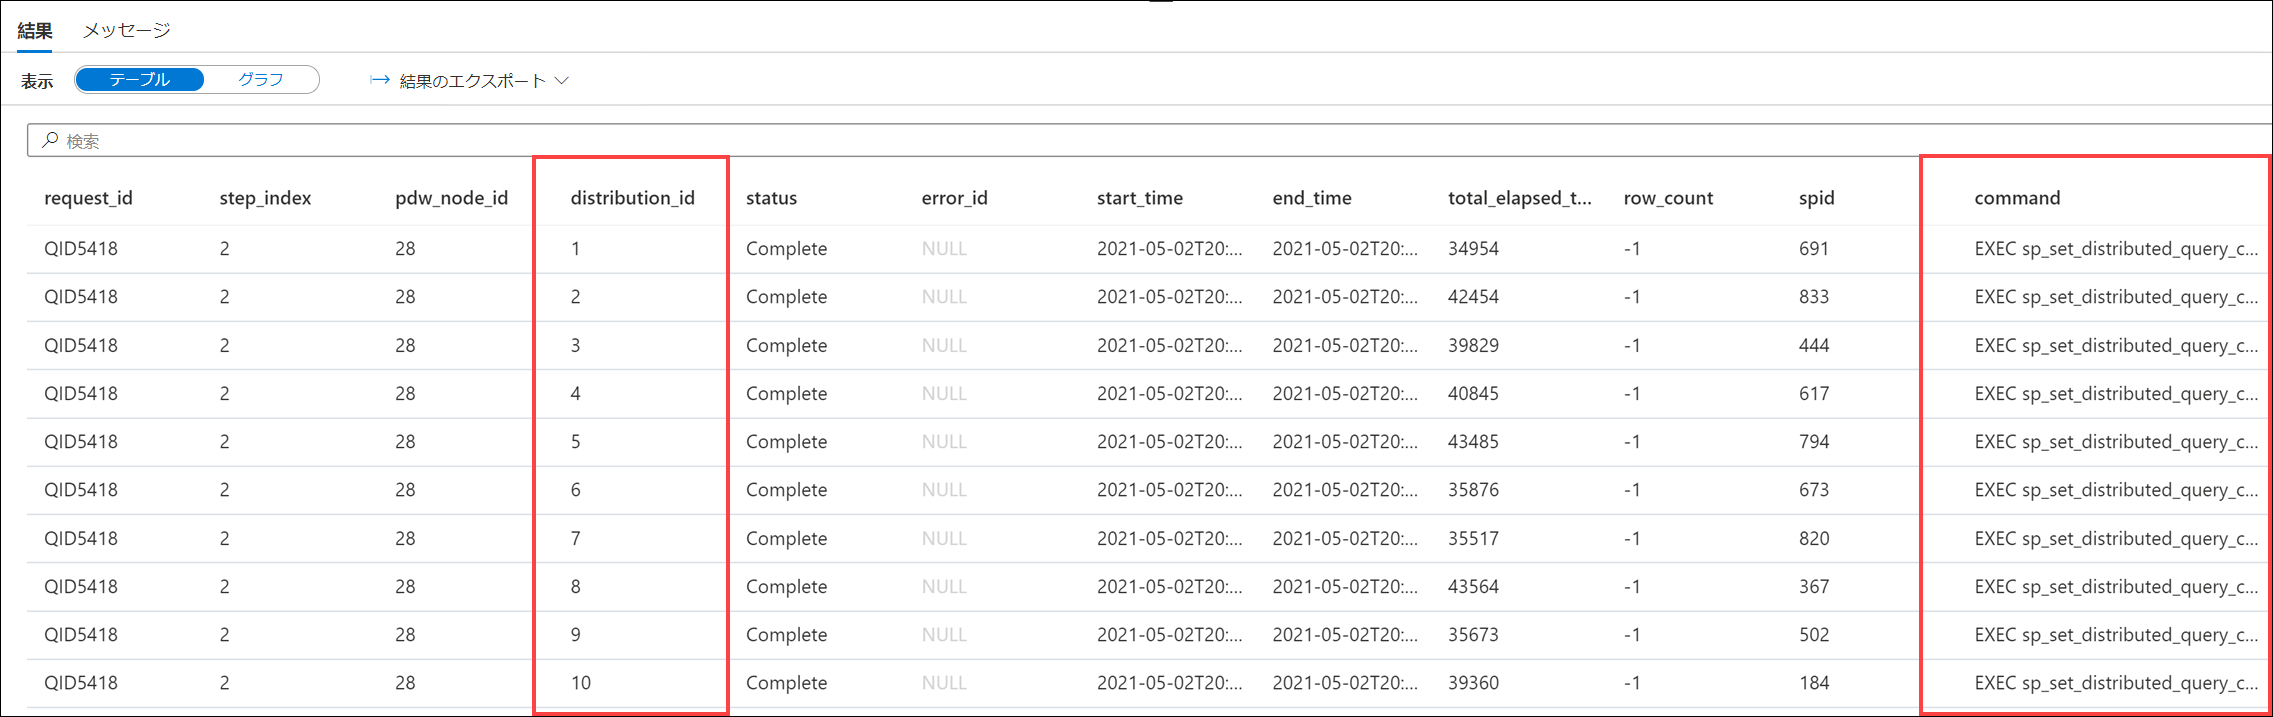 結果 メッセージ
表示 テーブル グラフ 結果のエクスポート
検索
request_id step_index pdw_node_id distribution_id status error_id start_time end_time total_elapsed_t... row_count spid command
QID5418 2 28 1 Complete NULL 2021-05-02T20:... 2021-05-02T20:... 34954 -1 691 EXEC sp_set_distributed_query_c...
QID5418 2 28 2 Complete NULL 2021-05-02T20:... 2021-05-02T20:... 42454 -1 833 EXEC sp_set_distributed_query_c...
QID5418 2 28 3 Complete NULL 2021-05-02T20:... 2021-05-02T20:... 39829 -1 444 EXEC sp_set_distributed_query_c...
QID5418 2 28 4 Complete NULL 2021-05-02T20:... 2021-05-02T20:... 40845 -1 617 EXEC sp_set_distributed_query_c...
QID5418 2 28 5 Complete NULL 2021-05-02T20:... 2021-05-02T20:... 43485 -1 794 EXEC sp_set_distributed_query_c...
QID5418 2 28 6 Complete NULL 2021-05-02T20:... 2021-05-02T20:... 35876 -1 673 EXEC sp_set_distributed_query_c...
QID5418 2 28 7 Complete NULL 2021-05-02T20:... 2021-05-02T20:... 35517 -1 820 EXEC sp_set_distributed_query_c...
QID5418 2 28 8 Complete NULL 2021-05-02T20:... 2021-05-02T20:... 43564 -1 367 EXEC sp_set_distributed_query_c...
QID5418 2 28 9 Complete NULL 2021-05-02T20:... 2021-05-02T20:... 35673 -1 502 EXEC sp_set_distributed_query_c...
QID5418 2 28 10 Complete NULL 2021-05-02T20:... 2021-05-02T20:... 39360 -1 184 EXEC sp_set_distributed_query_c...